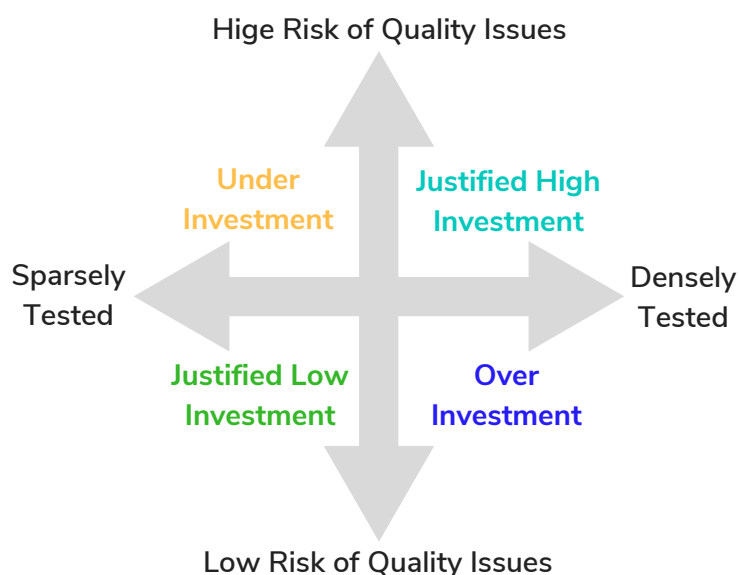 Hige Risk of Quality Issues
Under
Investment
Justified High
Investment
Sparsely
Tested
Densely
Tested
Justified Low
Investment
Over
Investment
Low Risk of Quality Issues